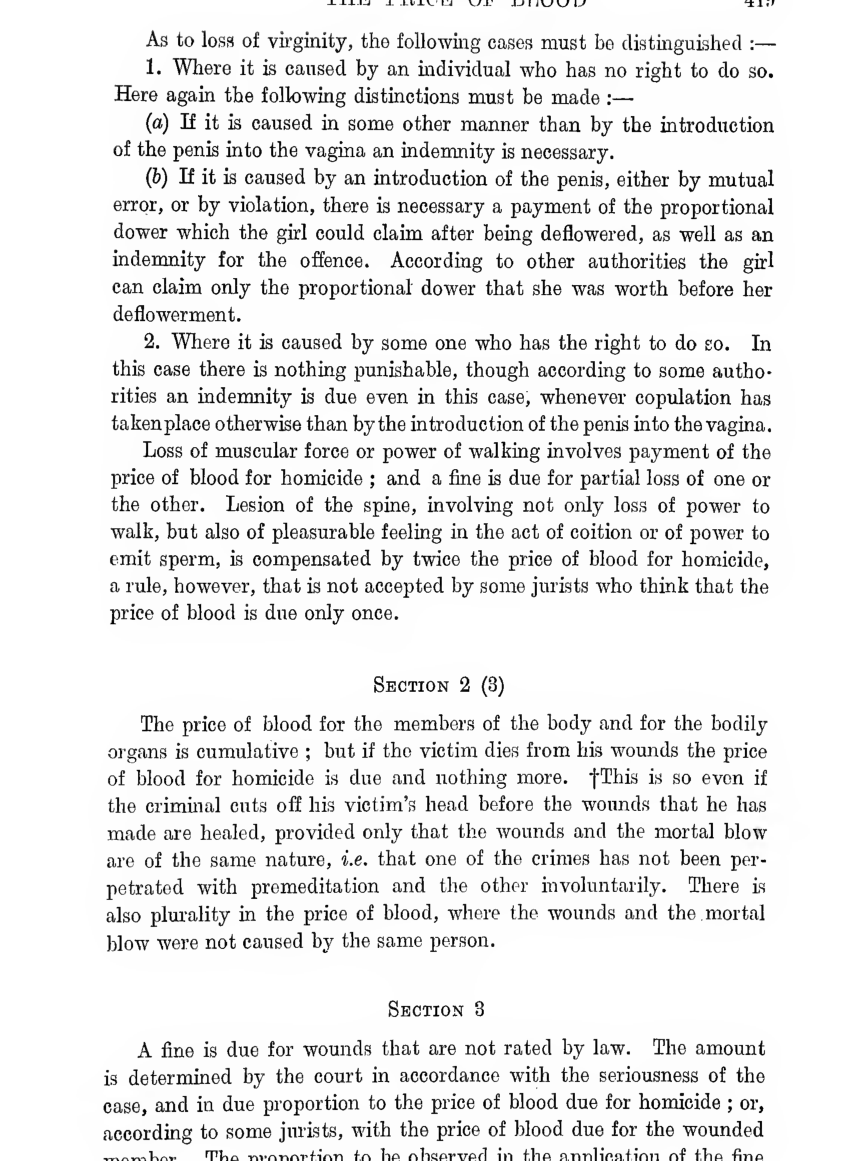 THE PRICE OF BLOOD 419
As to loss of virginity, the following cases must be distinguished :—
1. Where it is caused by an individual who has no right to do so.
Here again the following distinctions must be made :—
(a) If it is caused in some other manner than by the introduction
of the penis into the vagina an indemnity is necessary.
(b) If it is caused by an introduction of the penis, either by mutual
error, or by violation, there is necessary a payment of the proportional
dower which the girl could claim after being deflowered, as well as an
indemnity for the offence. According to other authorities the girl
can claim only the proportional dower that she was worth before her
deflowerment.
2. Where it is caused by some one who has the right to do so. In
this case there is nothing punishable, though according to some autho-
rities an indemnity is due even in this case, whenever copulation has
taken place otherwise than by the introduction of the penis into the vagina.
Loss of muscular force or power of walking involves payment of the
price of blood for homicide ; and a fine is due for partial loss of one or
the other. Lesion of the spine, involving not only loss of power to
walk, but also of pleasurable feeling in the act of coition or of power to
emit sperm, is compensated by twice the price of blood for homicide,
a rule, however, that is not accepted by some jurists who think that the
price of blood is due only once.
Section 2 (3)
The price of blood for the members of the body and for the bodily
organs is cumulative ; but if the victim dies from his wounds the price
of blood for homicide is due and nothing more. †This is so even if
the criminal cuts off his victim's head before the wounds that he has
made are healed, provided only that the wounds and the mortal blow
are of the same nature, i.e. that one of the crimes has not been per-
petrated with premeditation and the other involuntarily. There is
also plurality in the price of blood, where the wounds and the mortal
blow were not caused by the same person.
Section 3
A fine is due for wounds that are not rated by law. The amount
is determined by the court in accordance with the seriousness of the
case, and in due proportion to the price of blood due for homicide ; or,
according to some jurists, with the price of blood due for the wounded
member. The proportion to be observed in the application of the fine